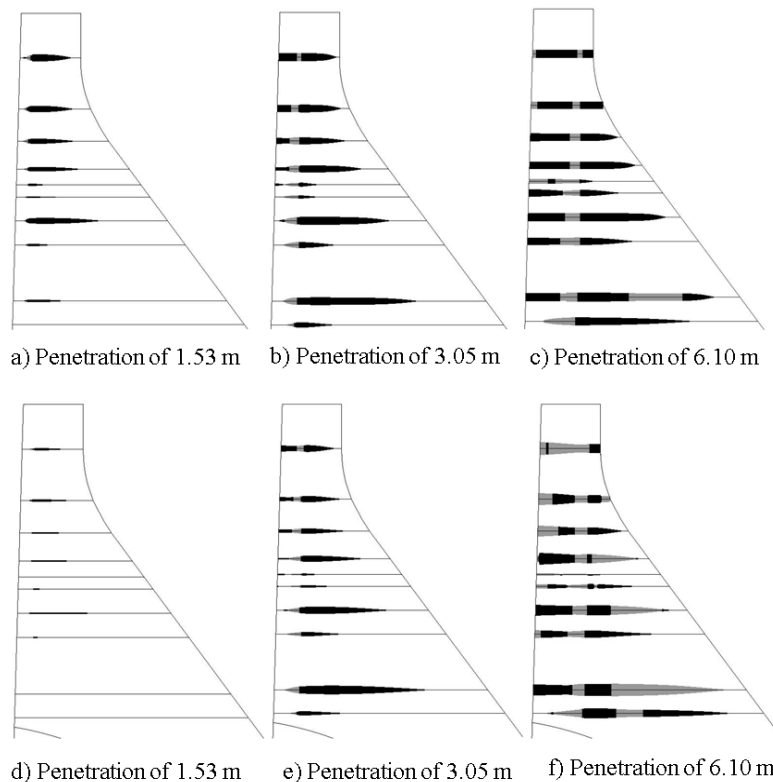 a) Penetration of 1.53 m
b) Penetration of 3.05 m
c) Penetration of 6.10 m
d) Penetration of 1.53 m
e) Penetration of 3.05 m
f) Penetration of 6.10 m